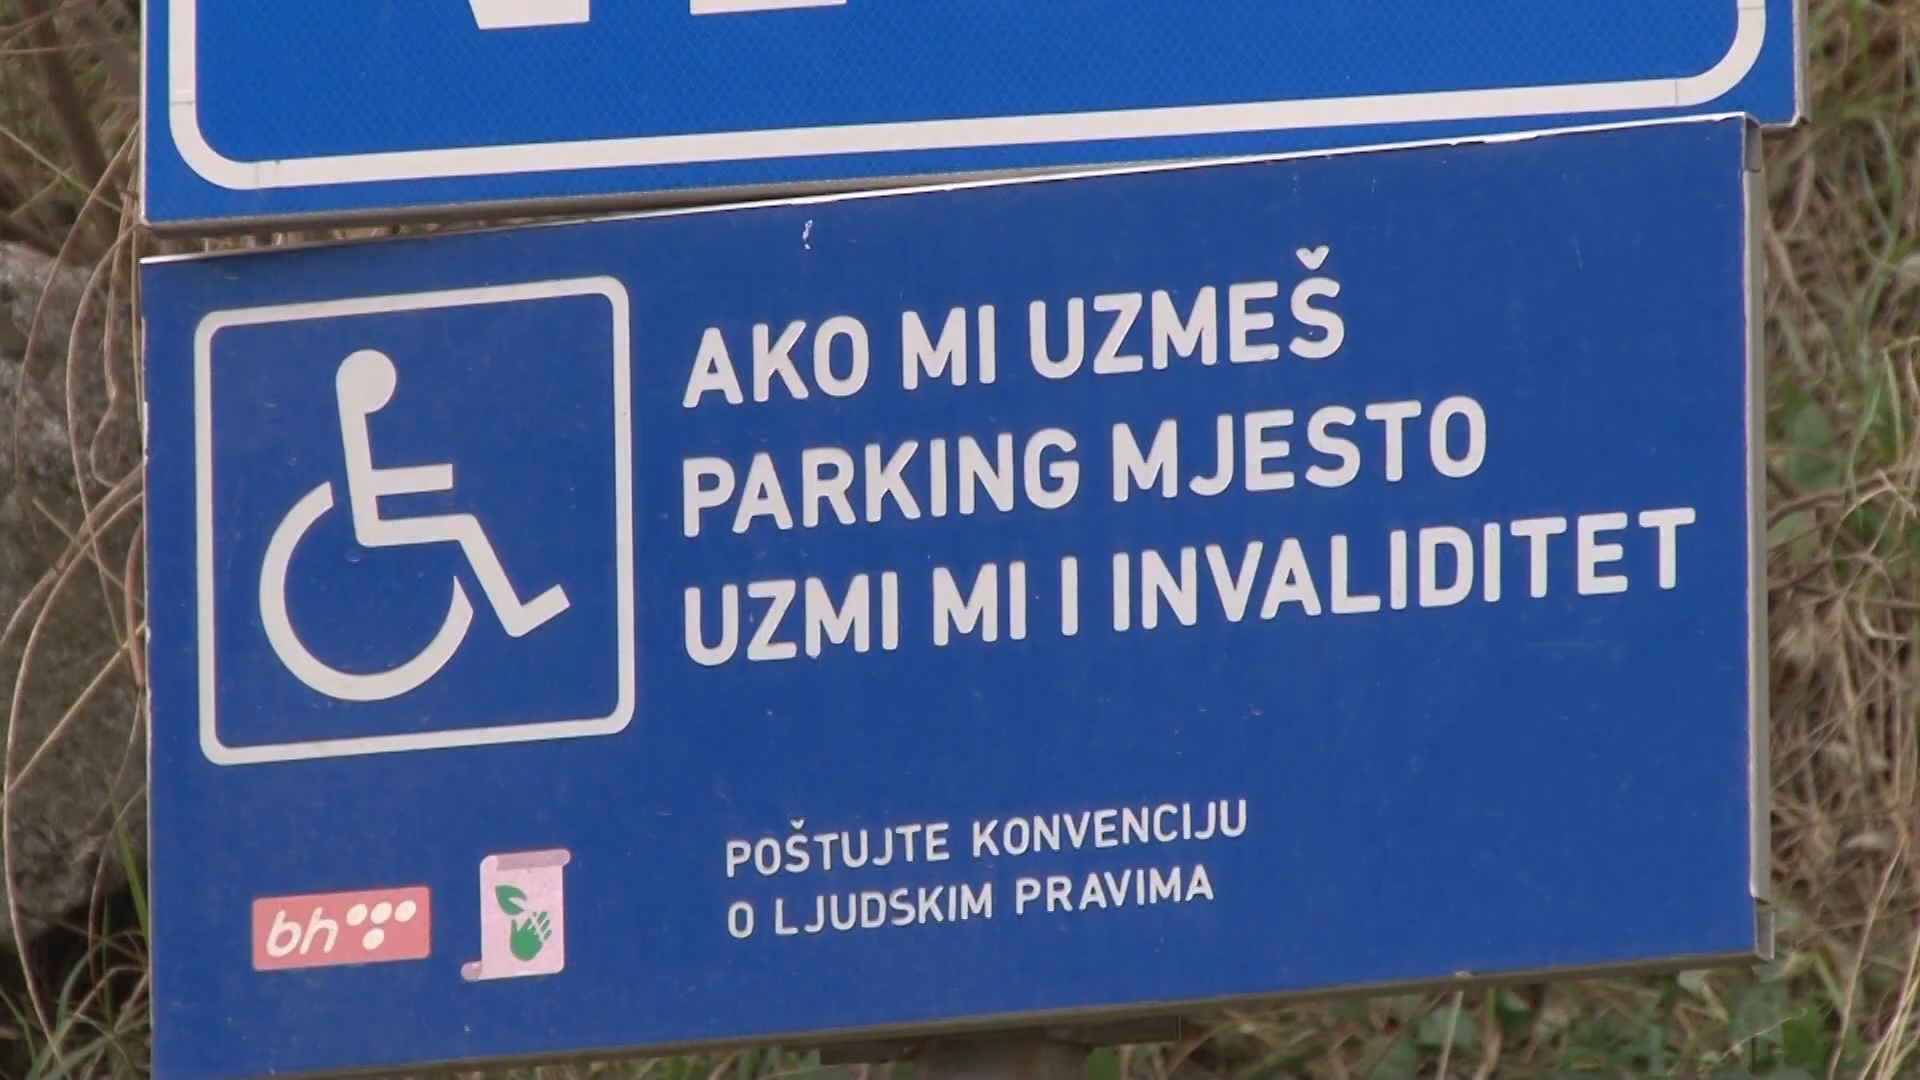 AKO MI UZMEŠ
PARKING MJESTO
UZMI MI I INVALIDITET
POŠTUJTE KONVENCIJU
O LJUDSKIM PRAVIMA
bh